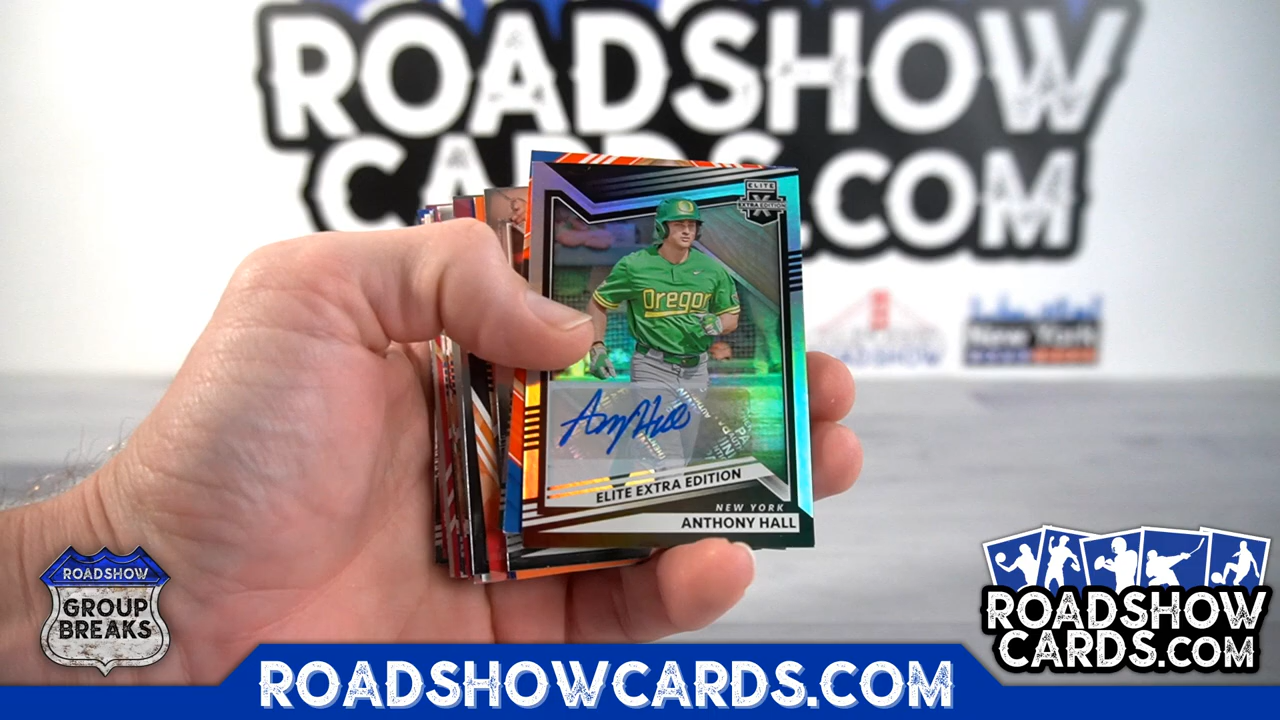 ROADSHOW
CARDS.COM
ELITE
EXTRA EDITION
Oregon
ELITE EXTRA EDITION
NEW YORK
ANTHONY HALL
New York
ROADSHOW
GROUP
BREAKS
ROADSHOWCARDS.COM
ROADSHOW
CARDS.COM